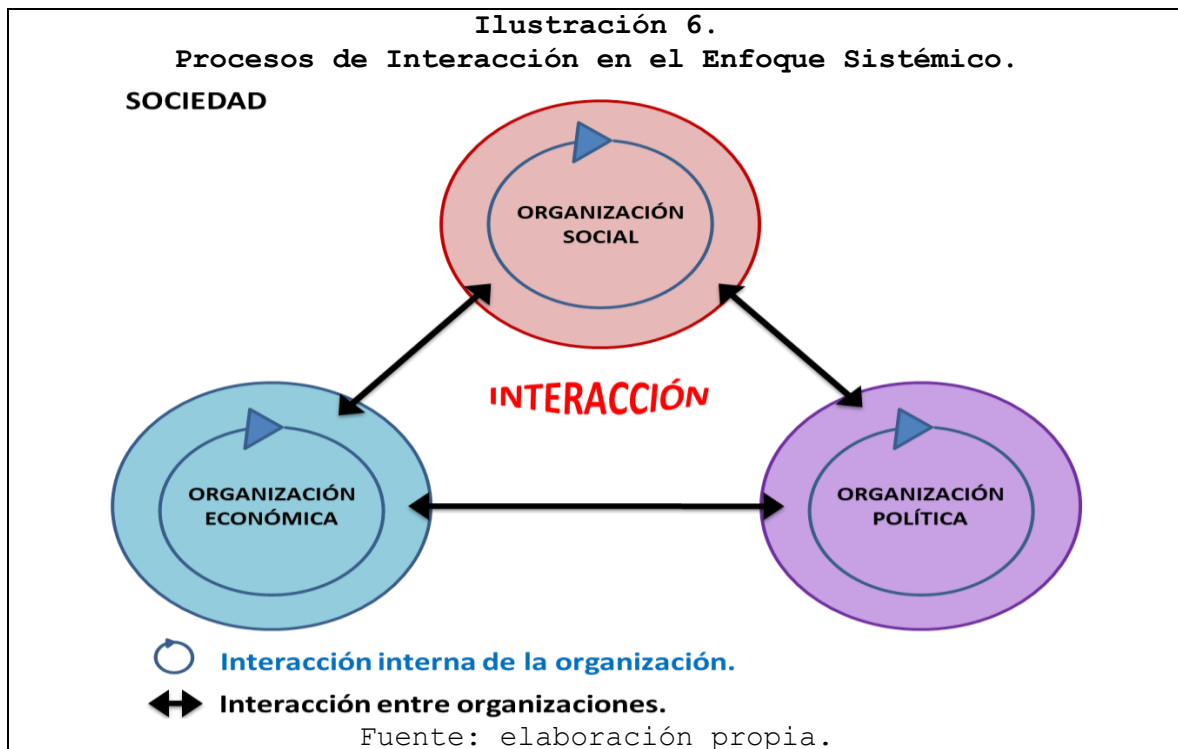 Ilustración 6.
Procesos de Interacción en el Enfoque Sistémico.
SOCIEDAD
ORGANIZACIÓN
SOCIAL
INTERACCIÓN
ORGANIZACIÓN
ECONÓMICA
ORGANIZACIÓN
POLÍTICA
Interacción interna de la organización.
Interacción entre organizaciones.
Fuente: elaboración propia.